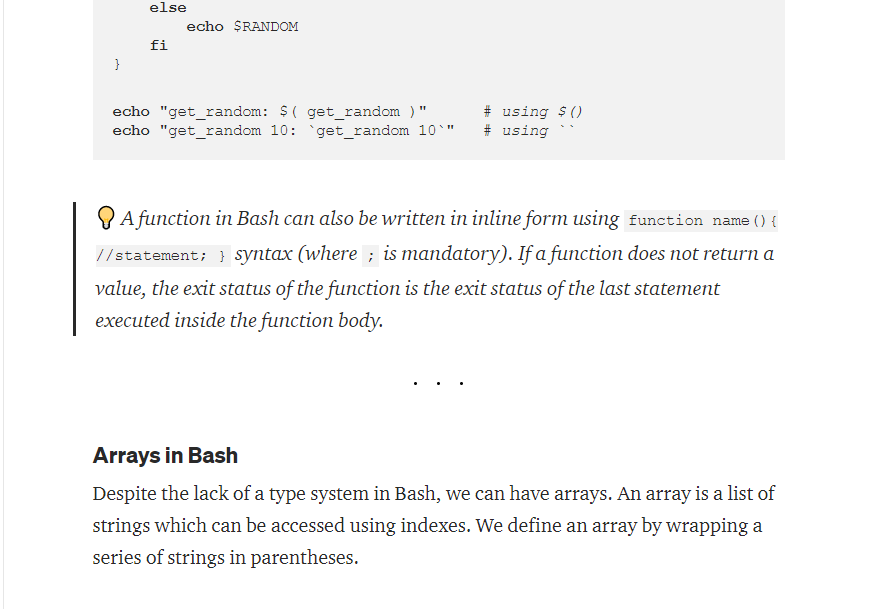 else
echo $RANDOM
fi
}
echo "get_random: $( get_random )" # using $()
echo "get_random 10: `get_random 10`" # using ``
💡 A function in Bash can also be written in inline form using function name(){
//statement; } syntax (where ; is mandatory). If a function does not return a
value, the exit status of the function is the exit status of the last statement
executed inside the function body.
. . .
Arrays in Bash
Despite the lack of a type system in Bash, we can have arrays. An array is a list of
strings which can be accessed using indexes. We define an array by wrapping a
series of strings in parentheses.